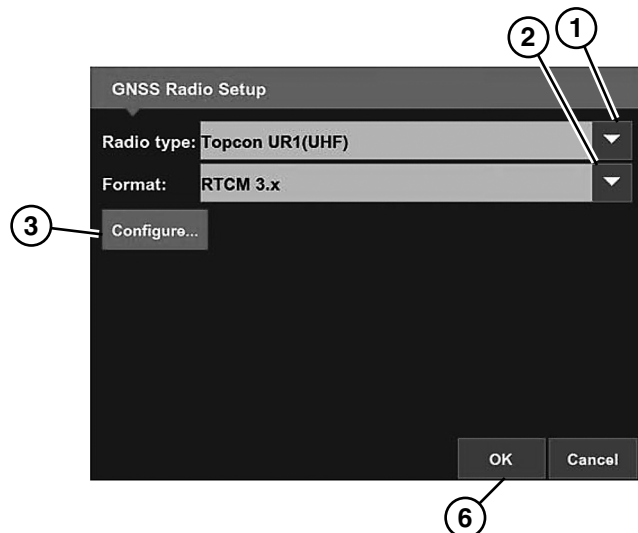 1
2
GNSS Radio Setup
Radio type: Topcon UR1(UHF)
Format: RTCM 3.x
3
Configure...
OK Cancel
6